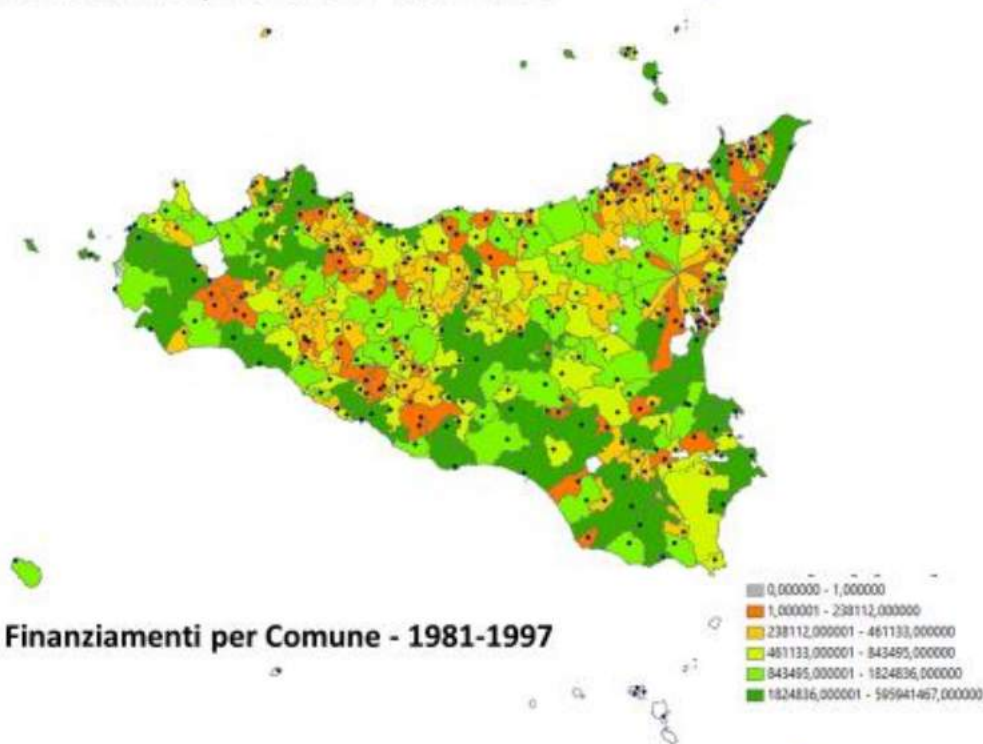 0,000000 - 1,000000
1,000001 - 238112,000000
238112,000001 - 461133,000000
461133,000001 - 843495,000000
843495,000001 - 1824836,000000
1824836,000001 - 595941467,000000
Finanziamenti per Comune - 1981-1997